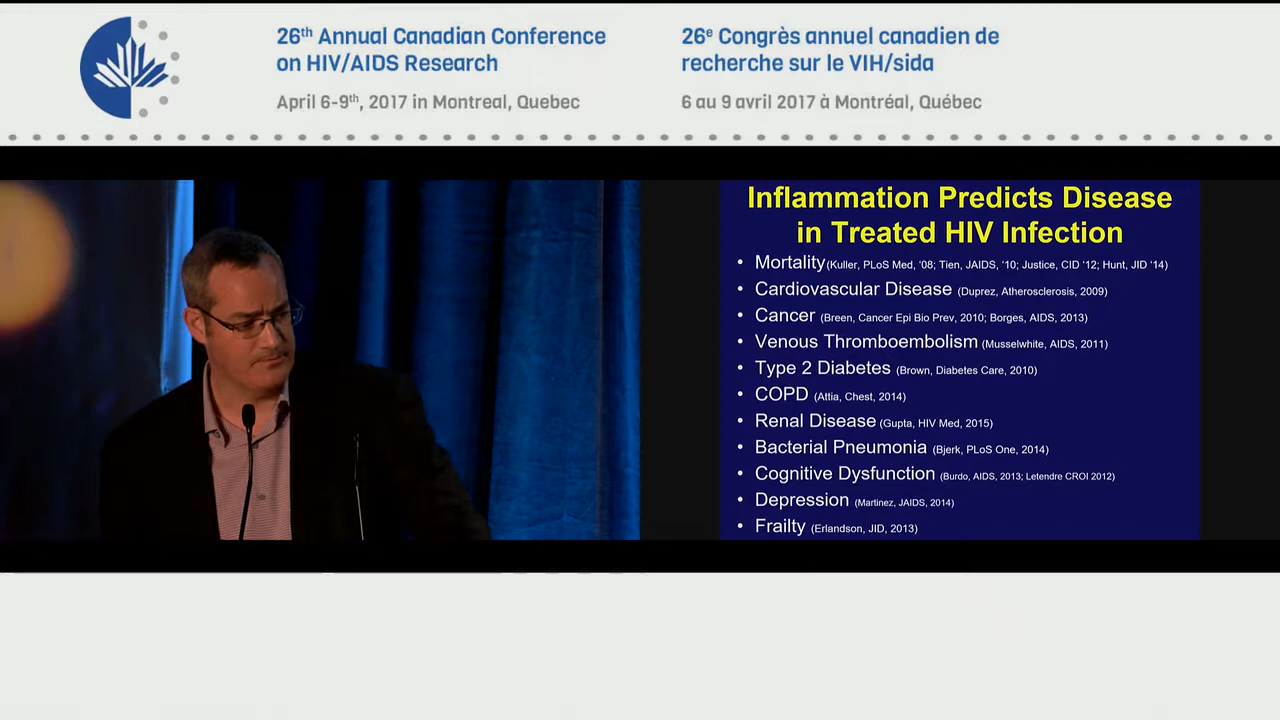 26th Annual Canadian Conference
on HIV/AIDS Research
April 6-9th, 2017 in Montreal, Quebec
26e Congrès annuel canadien de
recherche sur le VIH/sida
6 au 9 avril 2017 à Montréal, Québec
Inflammation Predicts Disease
in Treated HIV Infection
• Mortality (Kuller, PLoS Med, '08; Tien, JAIDS, '10; Justice, CID '12; Hunt, JID '14)
• Cardiovascular Disease (Duprez, Atherosclerosis, 2009)
• Cancer (Breen, Cancer Epi Bio Prev, 2010; Borges, AIDS, 2013)
• Venous Thromboembolism (Musselwhite, AIDS, 2011)
• Type 2 Diabetes (Brown, Diabetes Care, 2010)
• COPD (Attia, Chest, 2014)
• Renal Disease (Gupta, HIV Med, 2015)
• Bacterial Pneumonia (Bjerk, PLoS One, 2014)
• Cognitive Dysfunction (Burdo, AIDS, 2013; Letendre CROI 2012)
• Depression (Martinez, JAIDS, 2014)
• Frailty (Erlandson, JID, 2013)